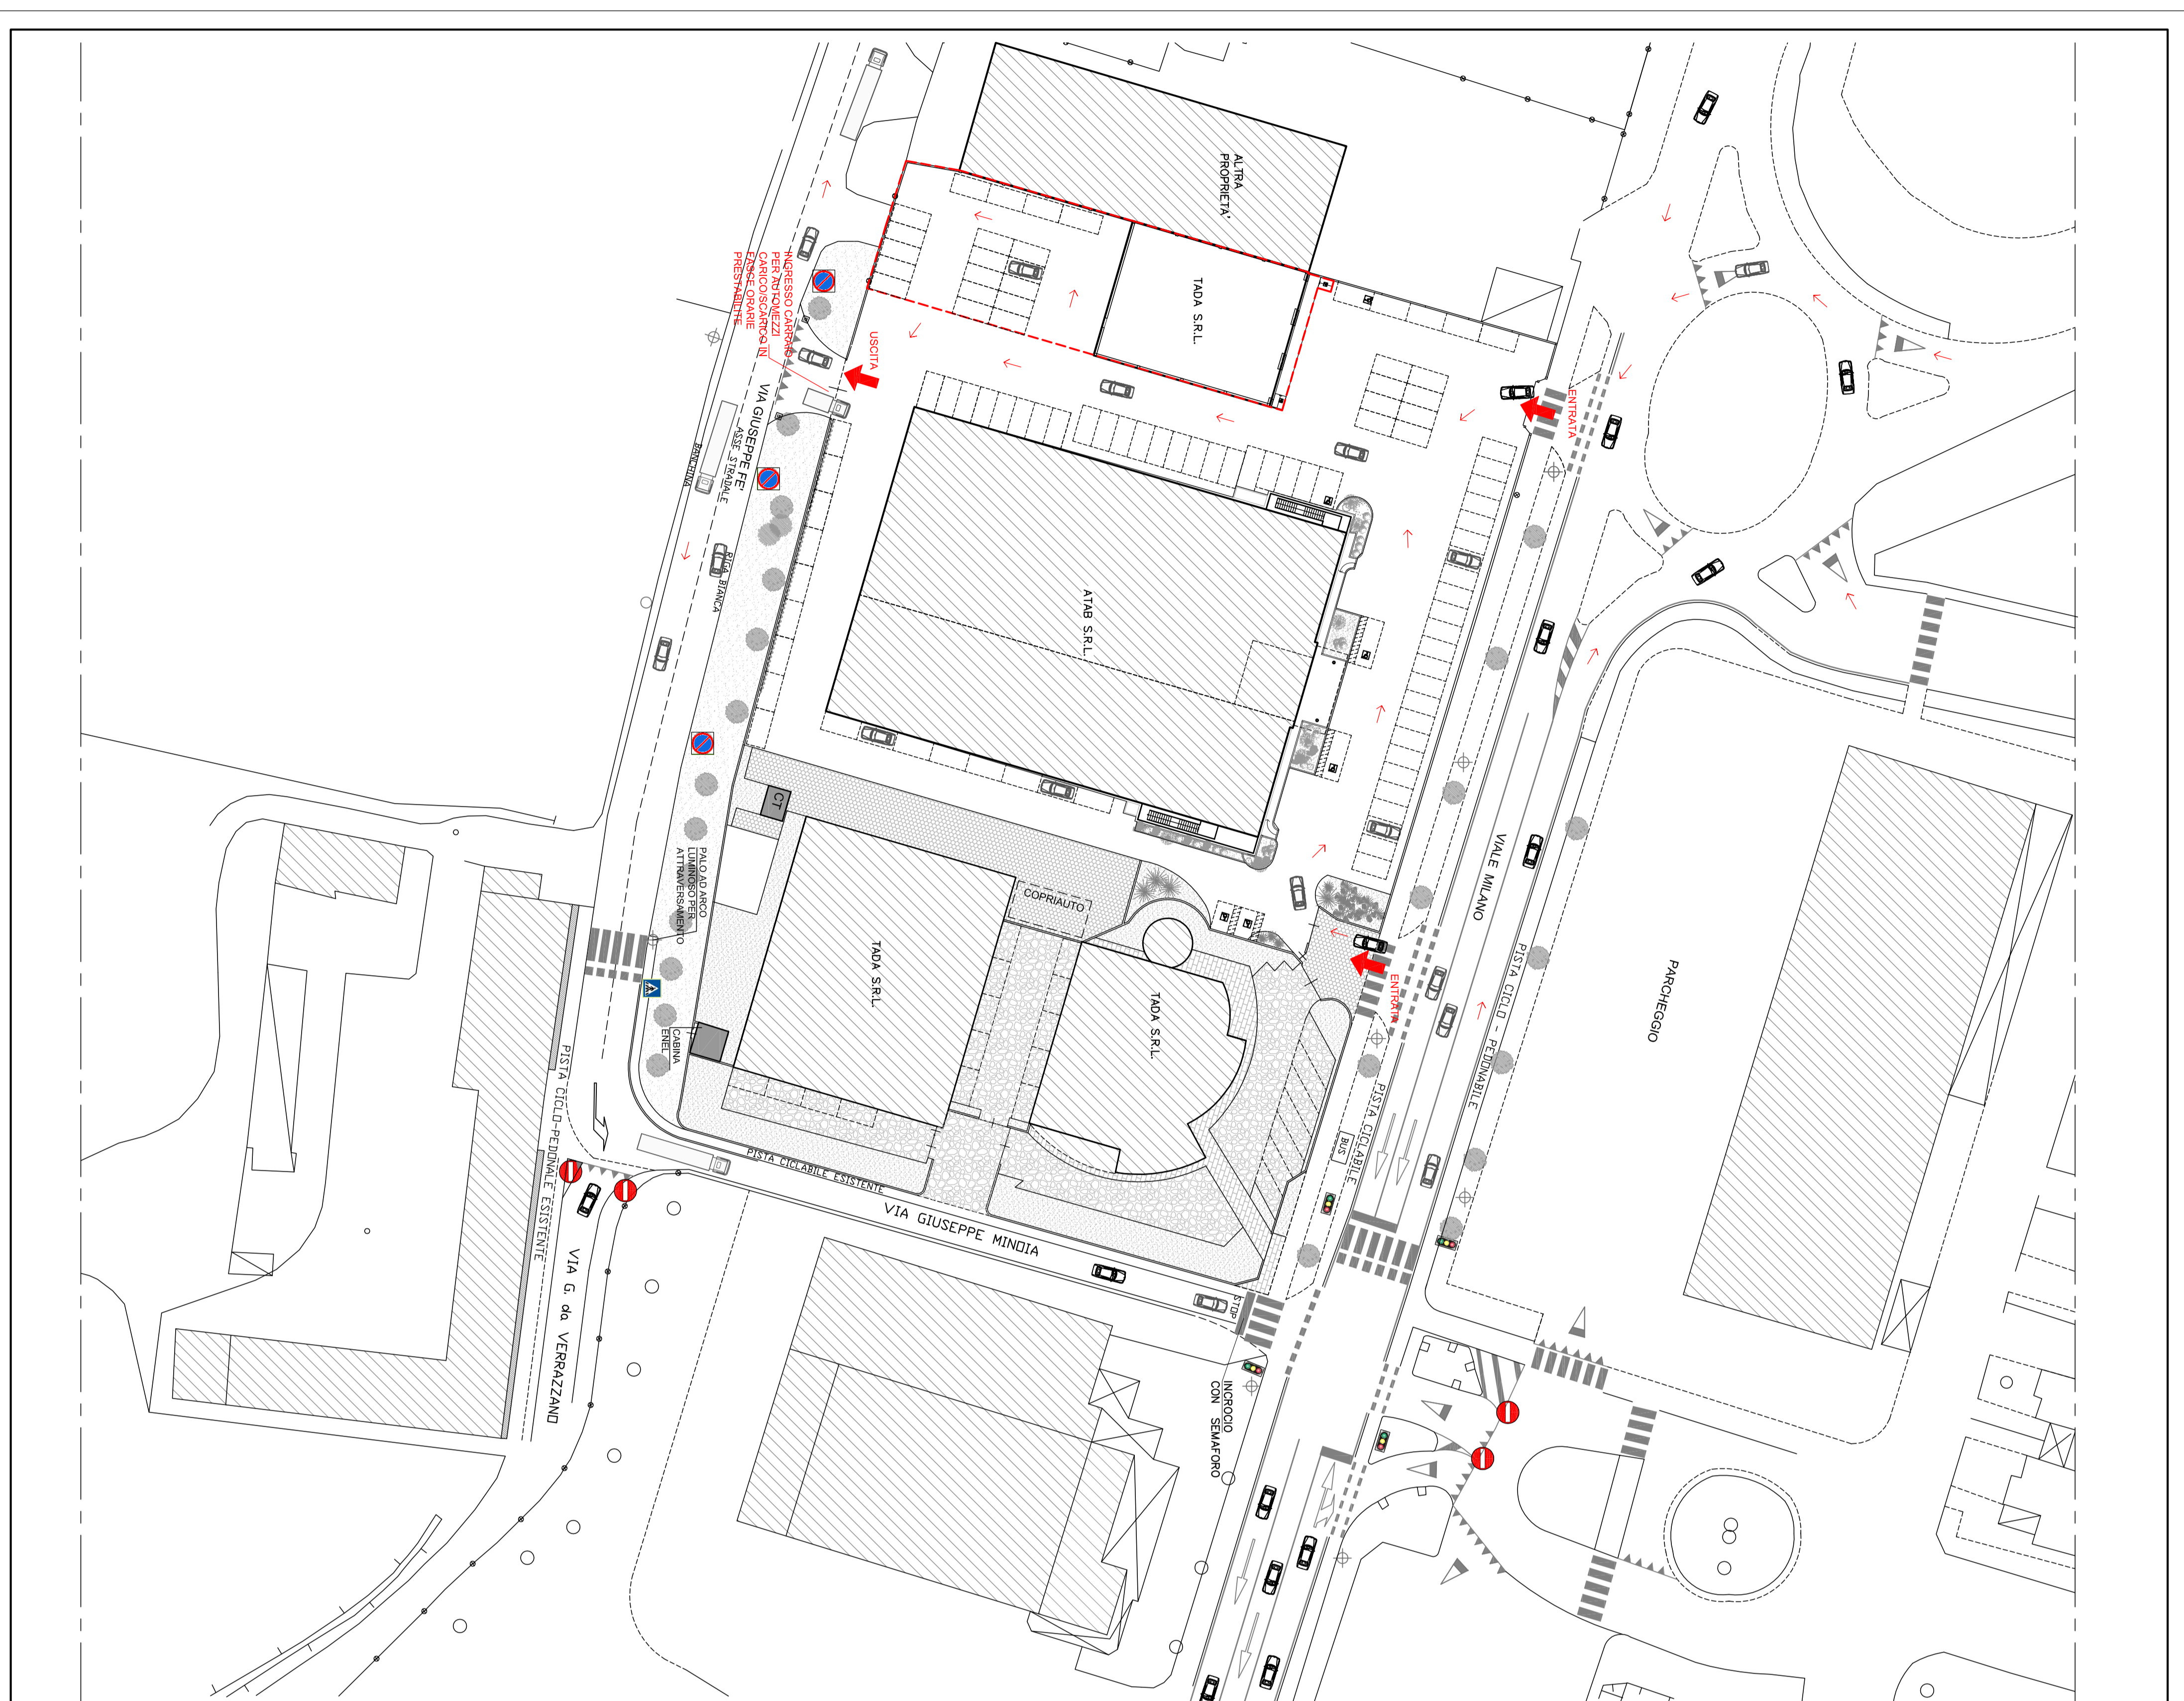 ALTRA
PROPRIETA'
TADA S.R.L.
USCITA
INGRESSO CARRAIO
PER AUTOMEZZI
CARICO/SCARICO IN
FASCE ORARIE
PRESTABILITE
ENTRATA
VIA GIUSEPPE FE'
ASSE STRADALE
BANCHINA
RIGA BIANCA
ATAB S.R.L.
VIALE MILANO
PISTA CICLO - PEDONABILE
PARCHEGGIO
CT
PALO AD ARCO
LUMINOSO PER
ATTRAVERSAMENTO
COPRIAUTO
TADA S.R.L.
TADA S.R.L.
ENTRATA
CABINA
ENEL
PISTA CICLABILE
BUS
PISTA CICLABILE ESISTENTE
VIA GIUSEPPE MINOIA
STOP
PISTA CICLO-PEDONALE ESISTENTE
VIA G. da VERRAZZANO
INCROCIO
CON SEMAFORO